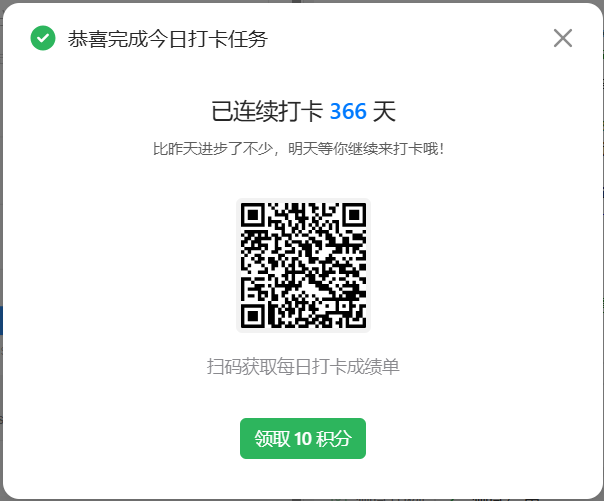 恭喜完成今日打卡任务
已连续打卡 366 天
比昨天进步了不少，明天等你继续来打卡哦！
扫码获取每日打卡成绩单
领取 10 积分